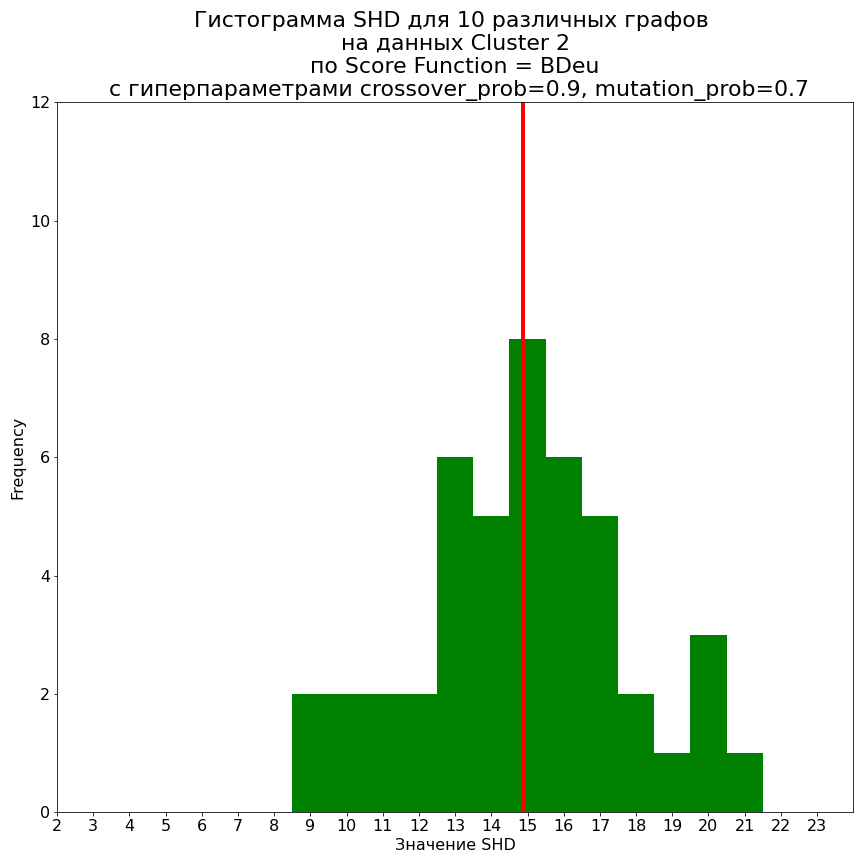 Гистограмма SHD для 10 различных графов
на данных Cluster 2
по Score Function = BDeu
с гиперпараметрами crossover_prob=0.9, mutation_prob=0.7
12
10
8
6
4
2
0
Frequency
2 3 4 5 6 7 8 9 10 11 12 13 14 15 16 17 18 19 20 21 22 23
Значение SHD